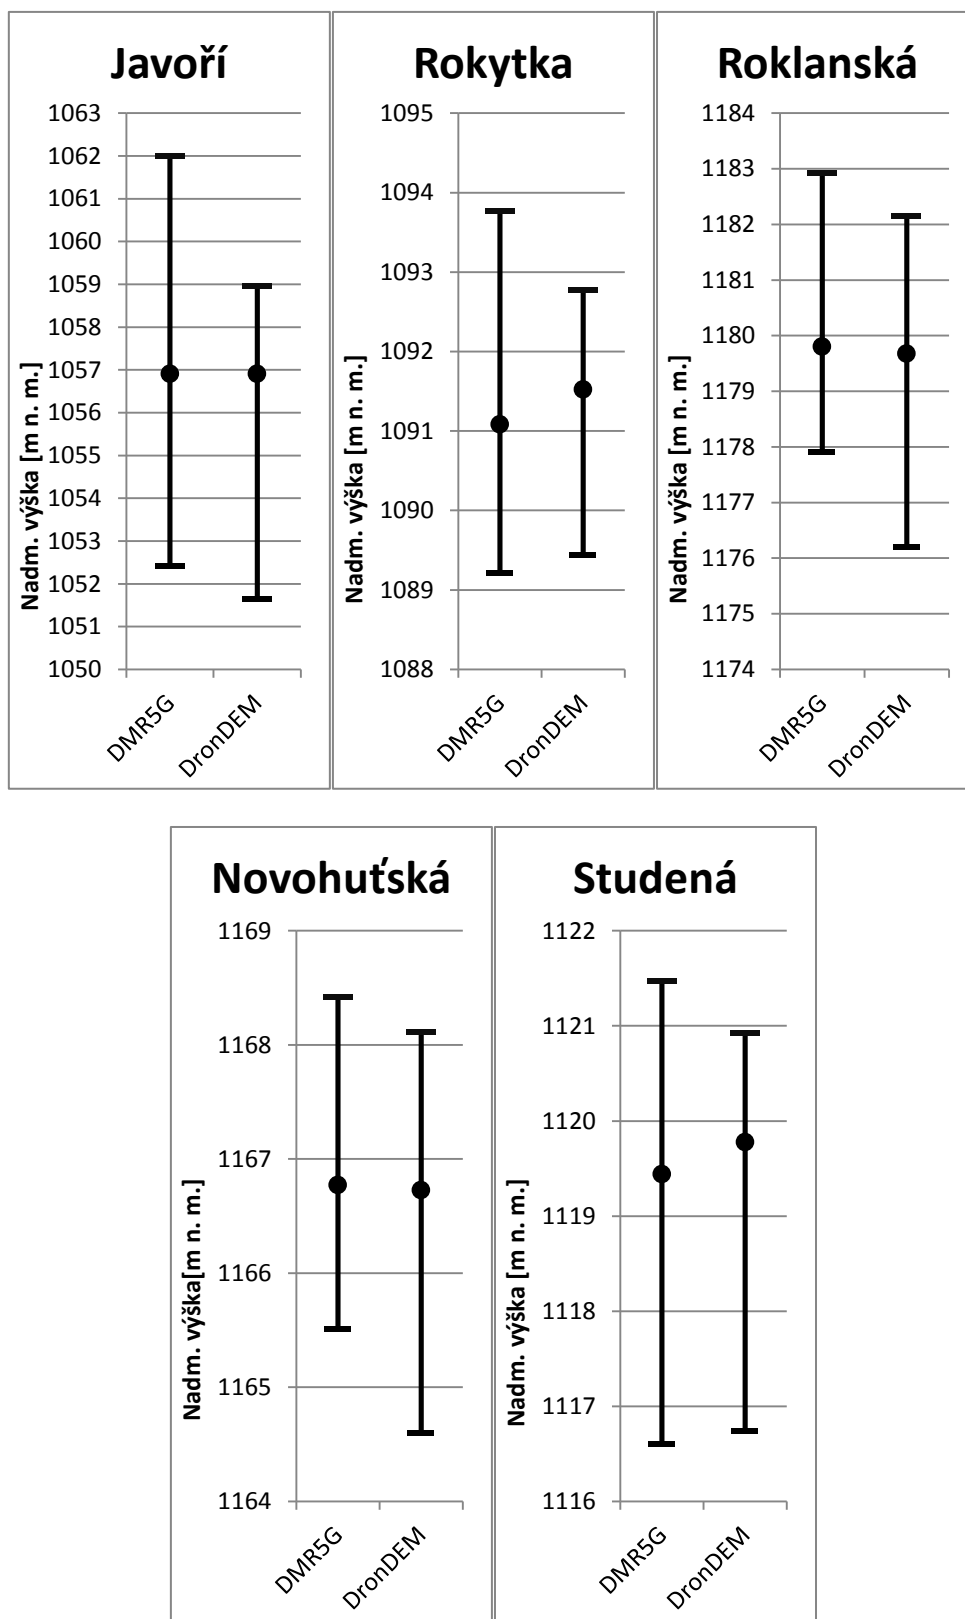 Javoří
Nadm. výška [m n. m.]
1063
1062
1061
1060
1059
1058
1057
1056
1055
1054
1053
1052
1051
1050
DMR5G
DronDEM
Rokytka
Nadm. výška [m n. m.]
1095
1094
1093
1092
1091
1090
1089
1088
DMR5G
DronDEM
Roklanská
Nadm. výška [m n. m.]
1184
1183
1182
1181
1180
1179
1178
1177
1176
1175
1174
DMR5G
DronDEM
Novohuťská
Nadm. výška[m n. m.]
1169
1168
1167
1166
1165
1164
DMR5G
DronDEM
Studená
Nadm. výška [m n. m.]
1122
1121
1120
1119
1118
1117
1116
DMR5G
DronDEM